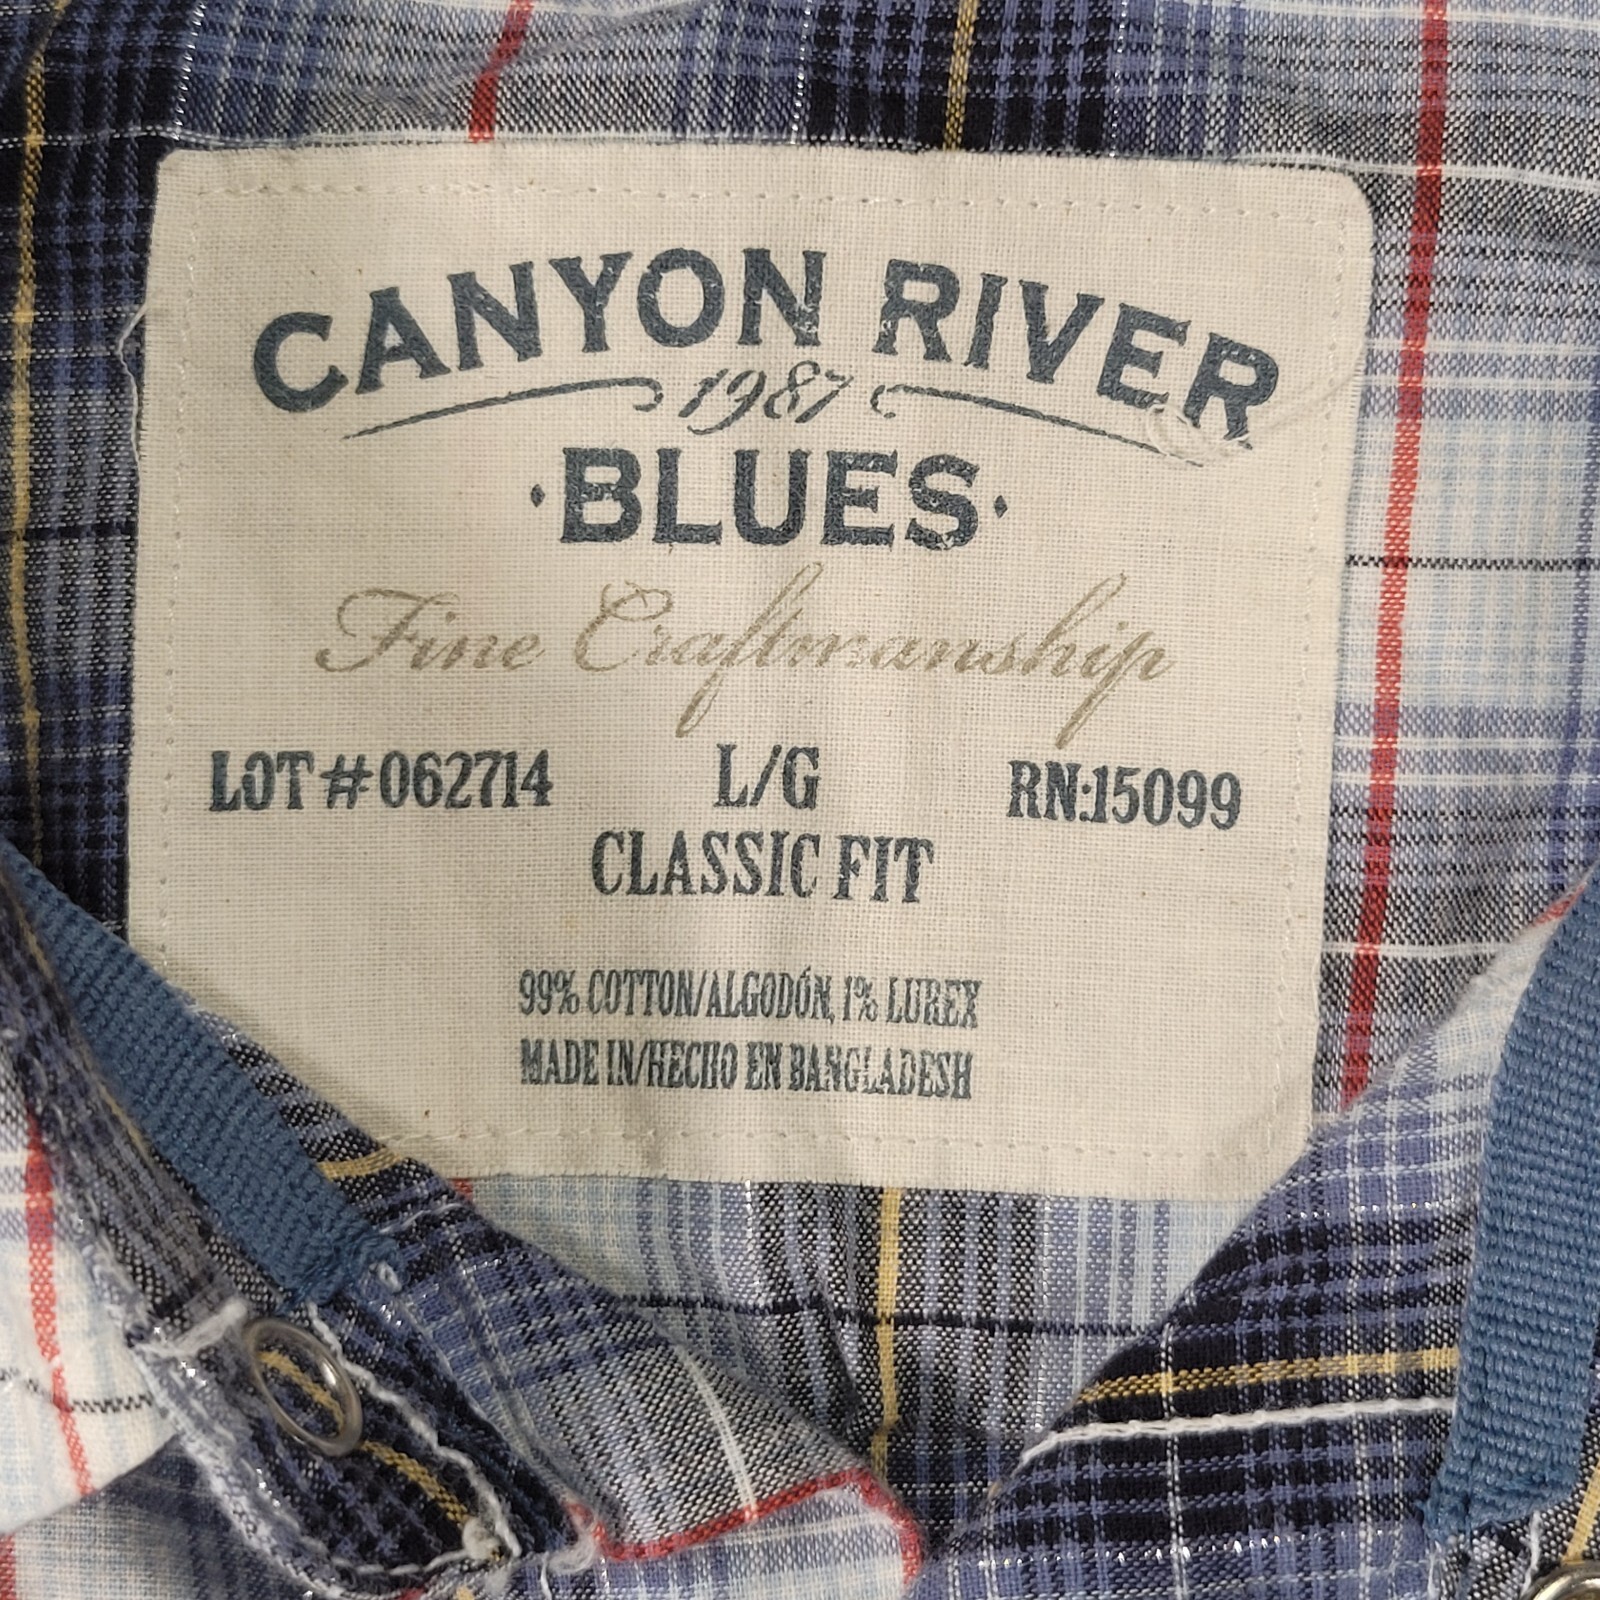 CANYON RIVER
1987
·BLUES·
Fine Craftmanship
LOT #062714 L/G RN:15099
CLASSIC FIT
99% COTTON/ALGODÓN, 1% LUREX
MADE IN/HECHO EN BANGLADESH